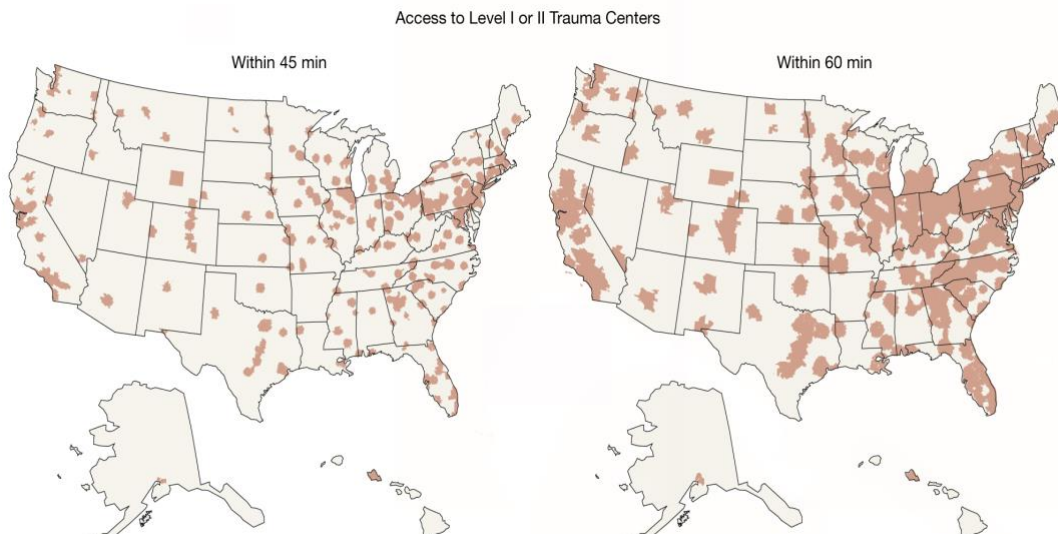 Access to Level I or II Trauma Centers
Within 45 min
Within 60 min